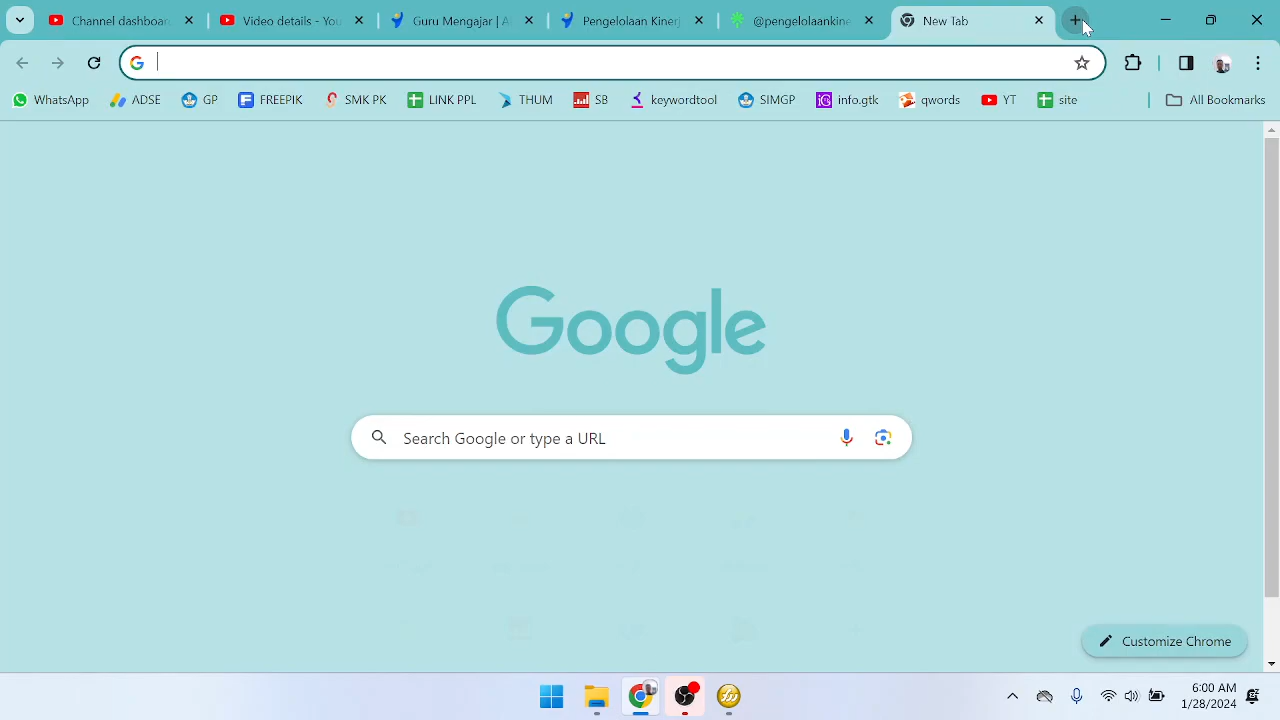 Channel dashboar
Video details - You
Guru Mengajar | A
Pengelolaan Kinerj
@pengelolaankine
New Tab
WhatsApp
ADSE
GP
FREEPIK
SMK PK
LINK PPL
THUM
SB
keywordtool
SIMGP
info.gtk
qwords
YT
site
All Bookmarks
Google
Search Google or type a URL
Customize Chrome
6:00 AM
1/28/2024